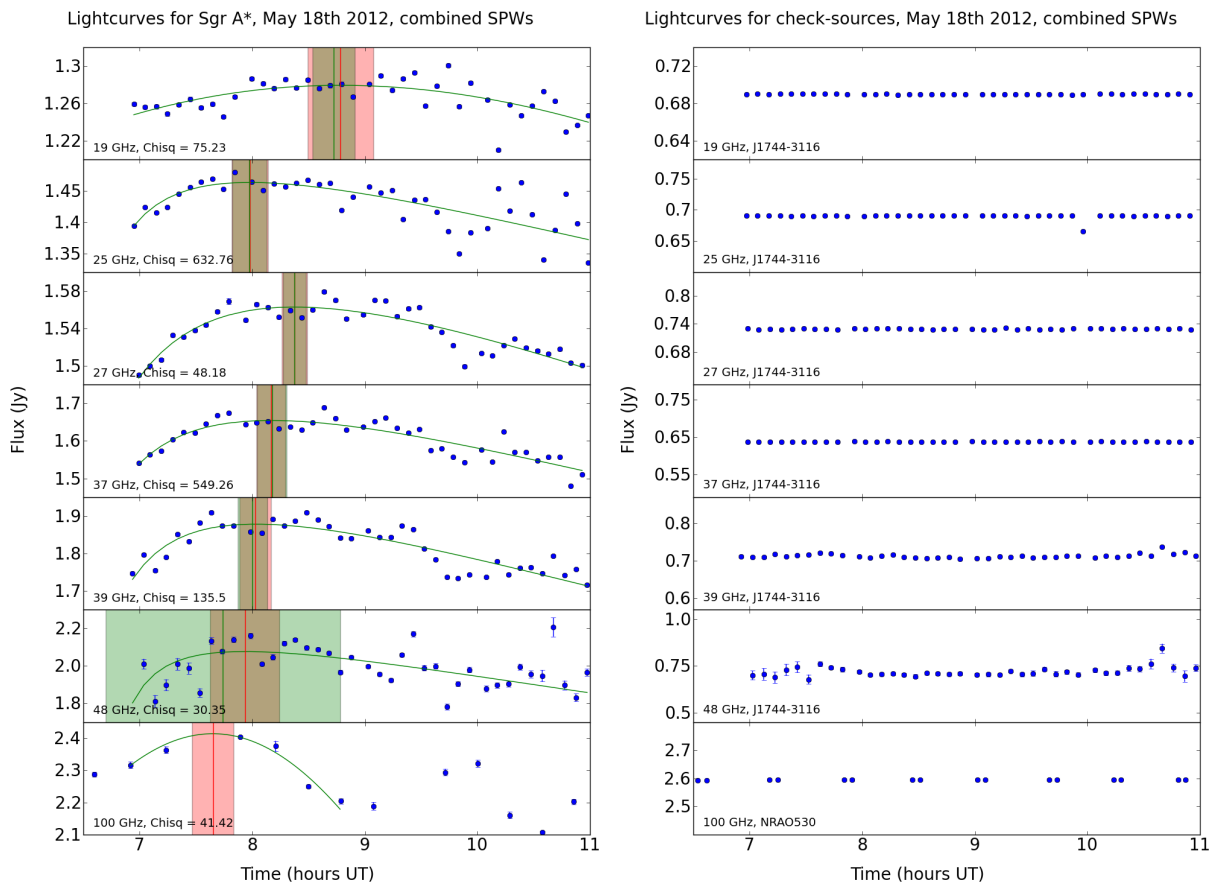 Lightcurves for Sgr A*, May 18th 2012, combined SPWs
1.3
1.26
1.22
19 GHz, Chisq = 75.23
1.45
1.4
1.35
25 GHz, Chisq = 632.76
1.58
1.54
1.5
27 GHz, Chisq = 48.18
1.7
1.6
1.5
37 GHz, Chisq = 549.26
1.9
1.8
1.7
39 GHz, Chisq = 135.5
2.2
2.0
1.8
48 GHz, Chisq = 30.35
2.4
2.3
2.2
2.1
100 GHz, Chisq = 41.42
7 8 9 10 11
Time (hours UT)
Flux (Jy)
Lightcurves for check-sources, May 18th 2012, combined SPWs
0.72
0.68
0.64
19 GHz, J1744-3116
0.75
0.7
0.65
25 GHz, J1744-3116
0.8
0.74
0.68
27 GHz, J1744-3116
0.75
0.65
0.55
37 GHz, J1744-3116
0.8
0.7
0.6
39 GHz, J1744-3116
1.0
0.75
0.5
48 GHz, J1744-3116
2.7
2.6
2.5
100 GHz, NRAO530
7 8 9 10 11
Time (hours UT)
Flux (Jy)